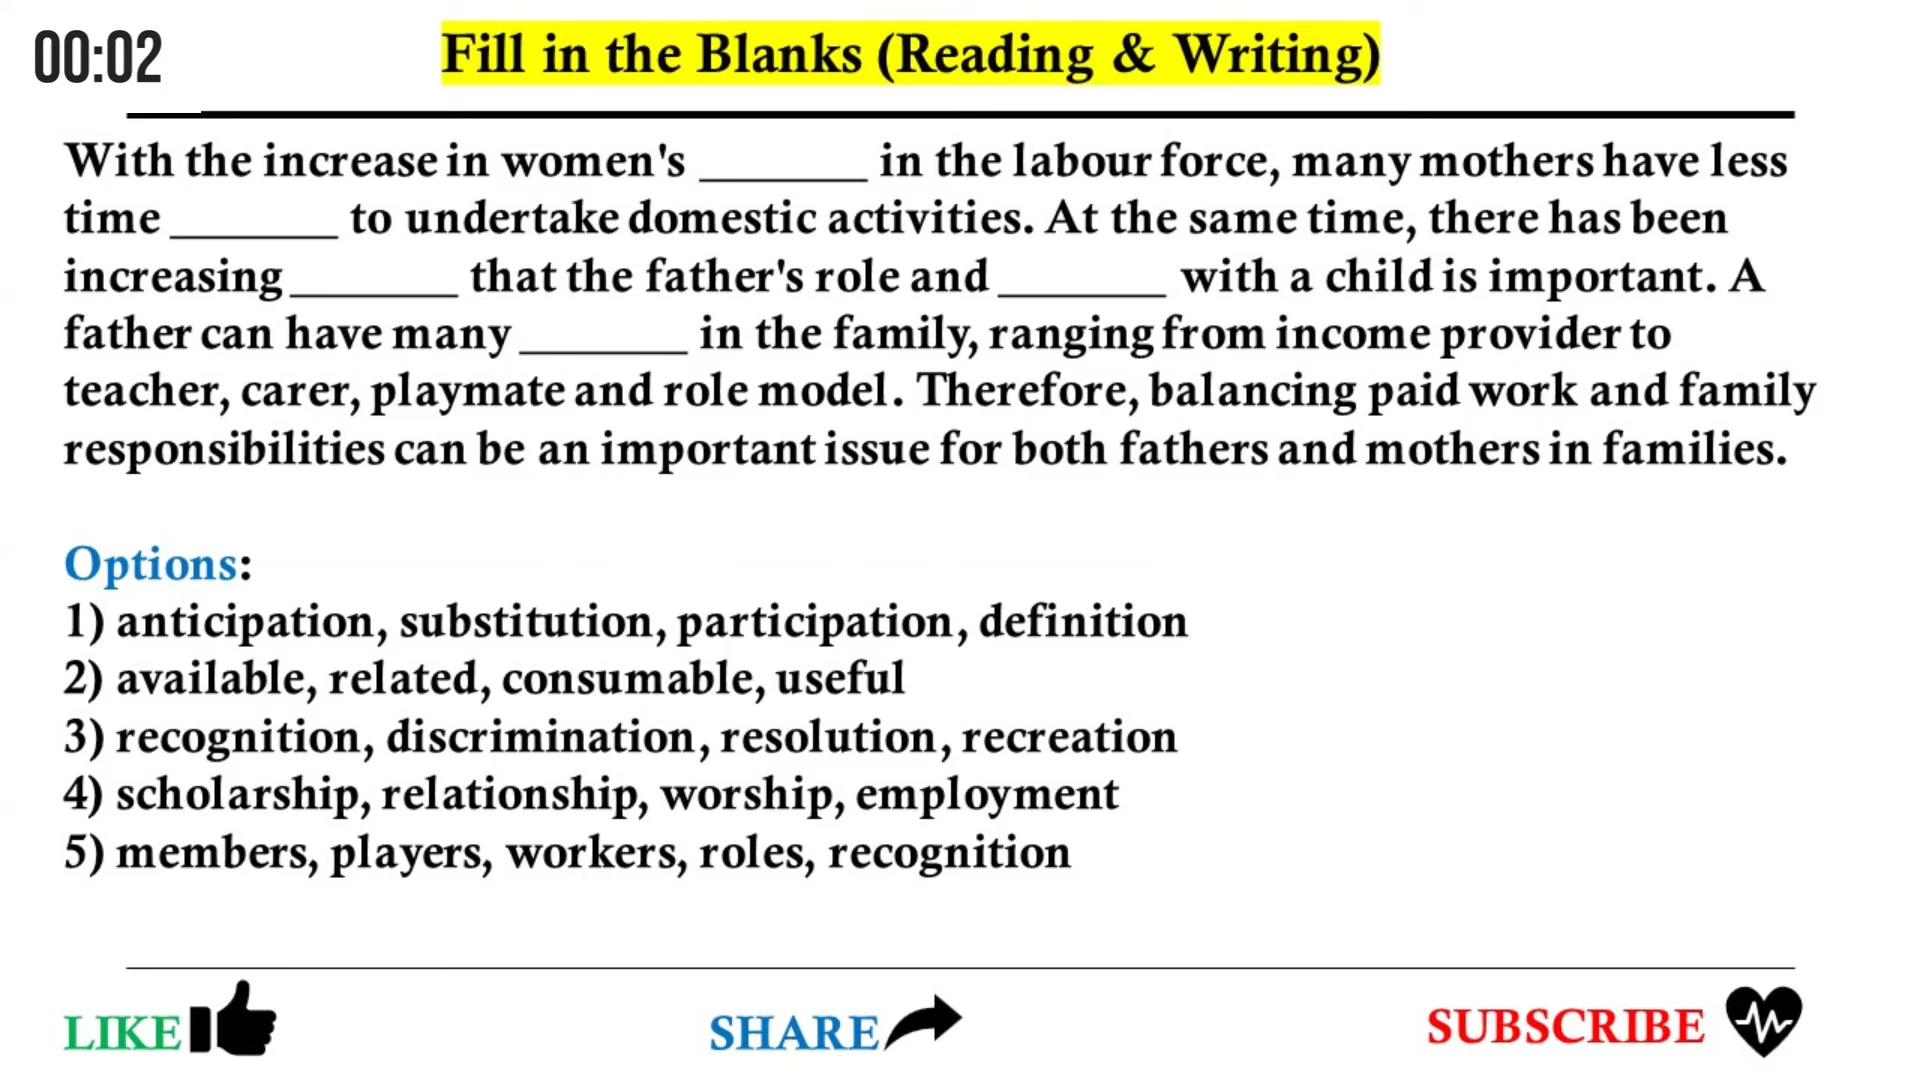 00:02
Fill in the Blanks (Reading & Writing)
With the increase in women's _______ in the labour force, many mothers have less
time _______ to undertake domestic activities. At the same time, there has been
increasing _______ that the father's role and _______ with a child is important. A
father can have many _______ in the family, ranging from income provider to
teacher, carer, playmate and role model. Therefore, balancing paid work and family
responsibilities can be an important issue for both fathers and mothers in families.
Options:
1) anticipation, substitution, participation, definition
2) available, related, consumable, useful
3) recognition, discrimination, resolution, recreation
4) scholarship, relationship, worship, employment
5) members, players, workers, roles, recognition
LIKE SHARE SUBSCRIBE